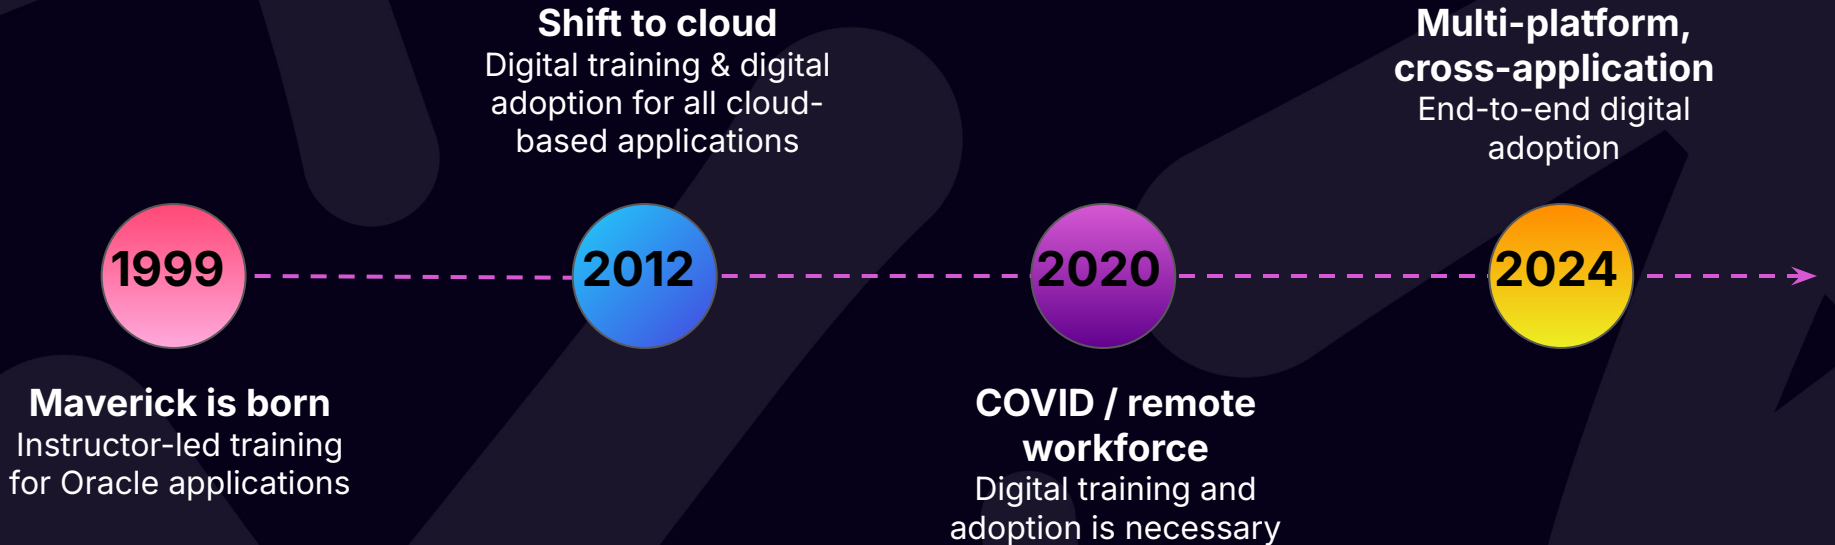 1999
Maverick is born
Instructor-led training
for Oracle applications
Shift to cloud
Digital training & digital
adoption for all cloud-
based applications
2012
2020
COVID / remote
workforce
Digital training and
adoption is necessary
Multi-platform,
cross-application
End-to-end digital
adoption
2024